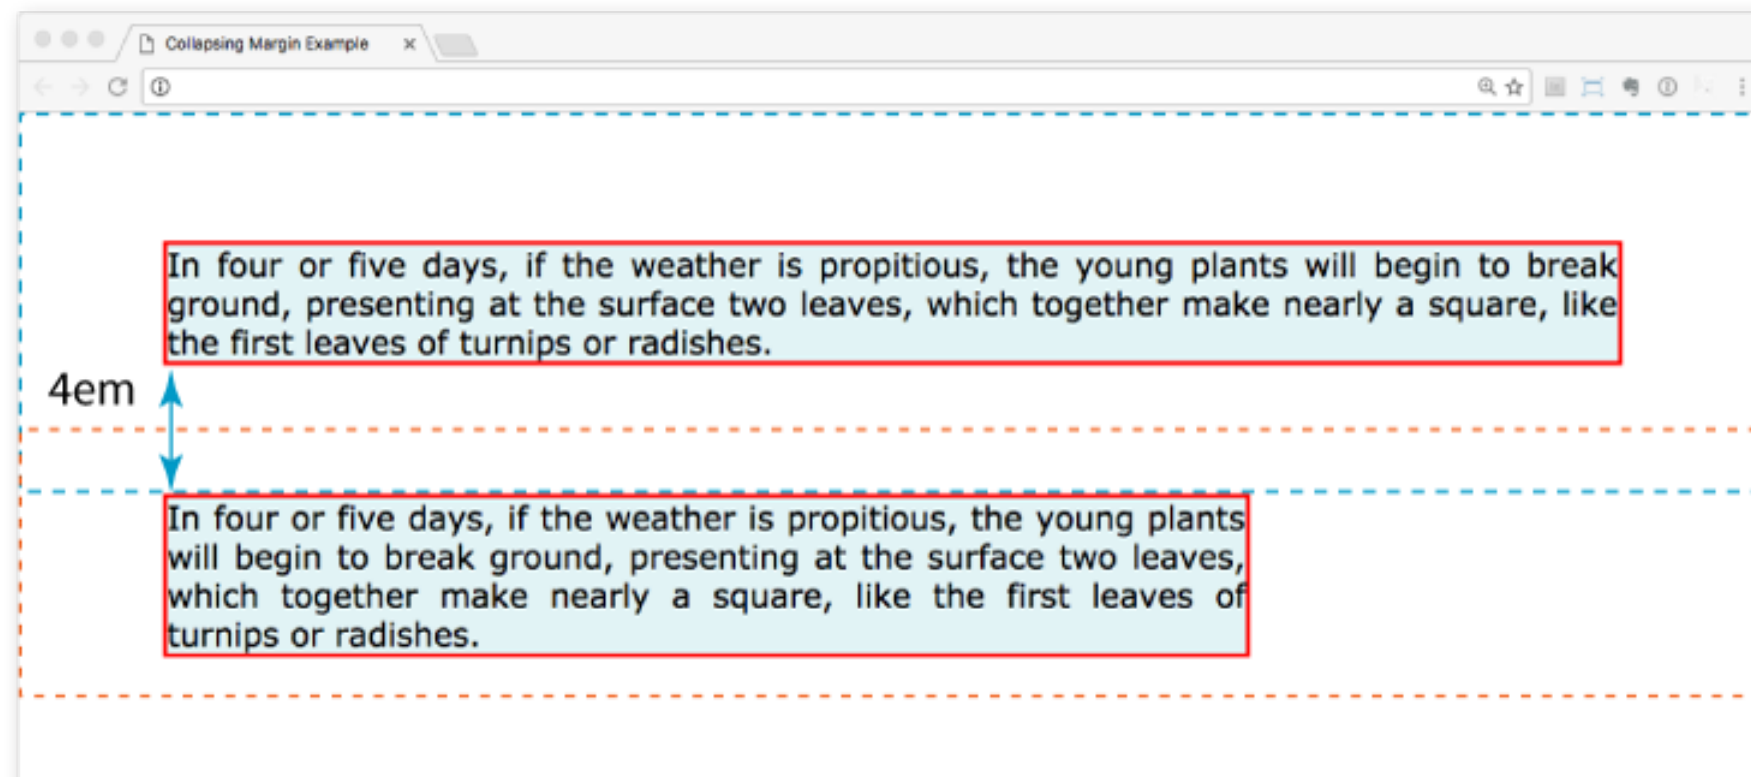 Collapsing Margin Example
In four or five days, if the weather is propitious, the young plants will begin to break
ground, presenting at the surface two leaves, which together make nearly a square, like
the first leaves of turnips or radishes.
4em
In four or five days, if the weather is propitious, the young plants
will begin to break ground, presenting at the surface two leaves,
which together make nearly a square, like the first leaves of
turnips or radishes.